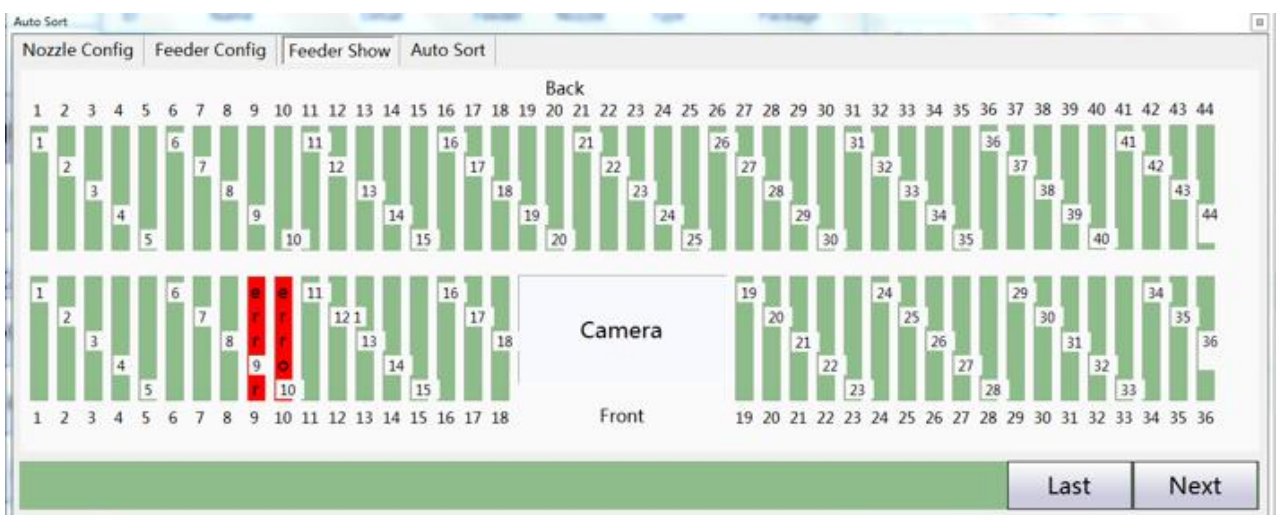 Auto Sort
Nozzle Config Feeder Config Feeder Show Auto Sort
Back
1 2 3 4 5 6 7 8 9 10 11 12 13 14 15 16 17 18 19 20 21 22 23 24 25 26 27 28 29 30 31 32 33 34 35 36 37 38 39 40 41 42 43 44
1 6 11 16 21 26 31 36 41
2 7 12 17 22 27 32 37 42
3 8 13 18 23 28 33 38 43
4 9 14 19 24 29 34 39 44
5 10 15 20 25 30 35 40
1 6 e e 11 16 19 24 29 34
2 7 r r 12 1 17 20 25 30 35
3 8 r r 13 18 Camera 21 26 31 36
4 9 o 14 22 27 32
5 r 10 15 23 28 33
Front
1 2 3 4 5 6 7 8 9 10 11 12 13 14 15 16 17 18 19 20 21 22 23 24 25 26 27 28 29 30 31 32 33 34 35 36
Last Next